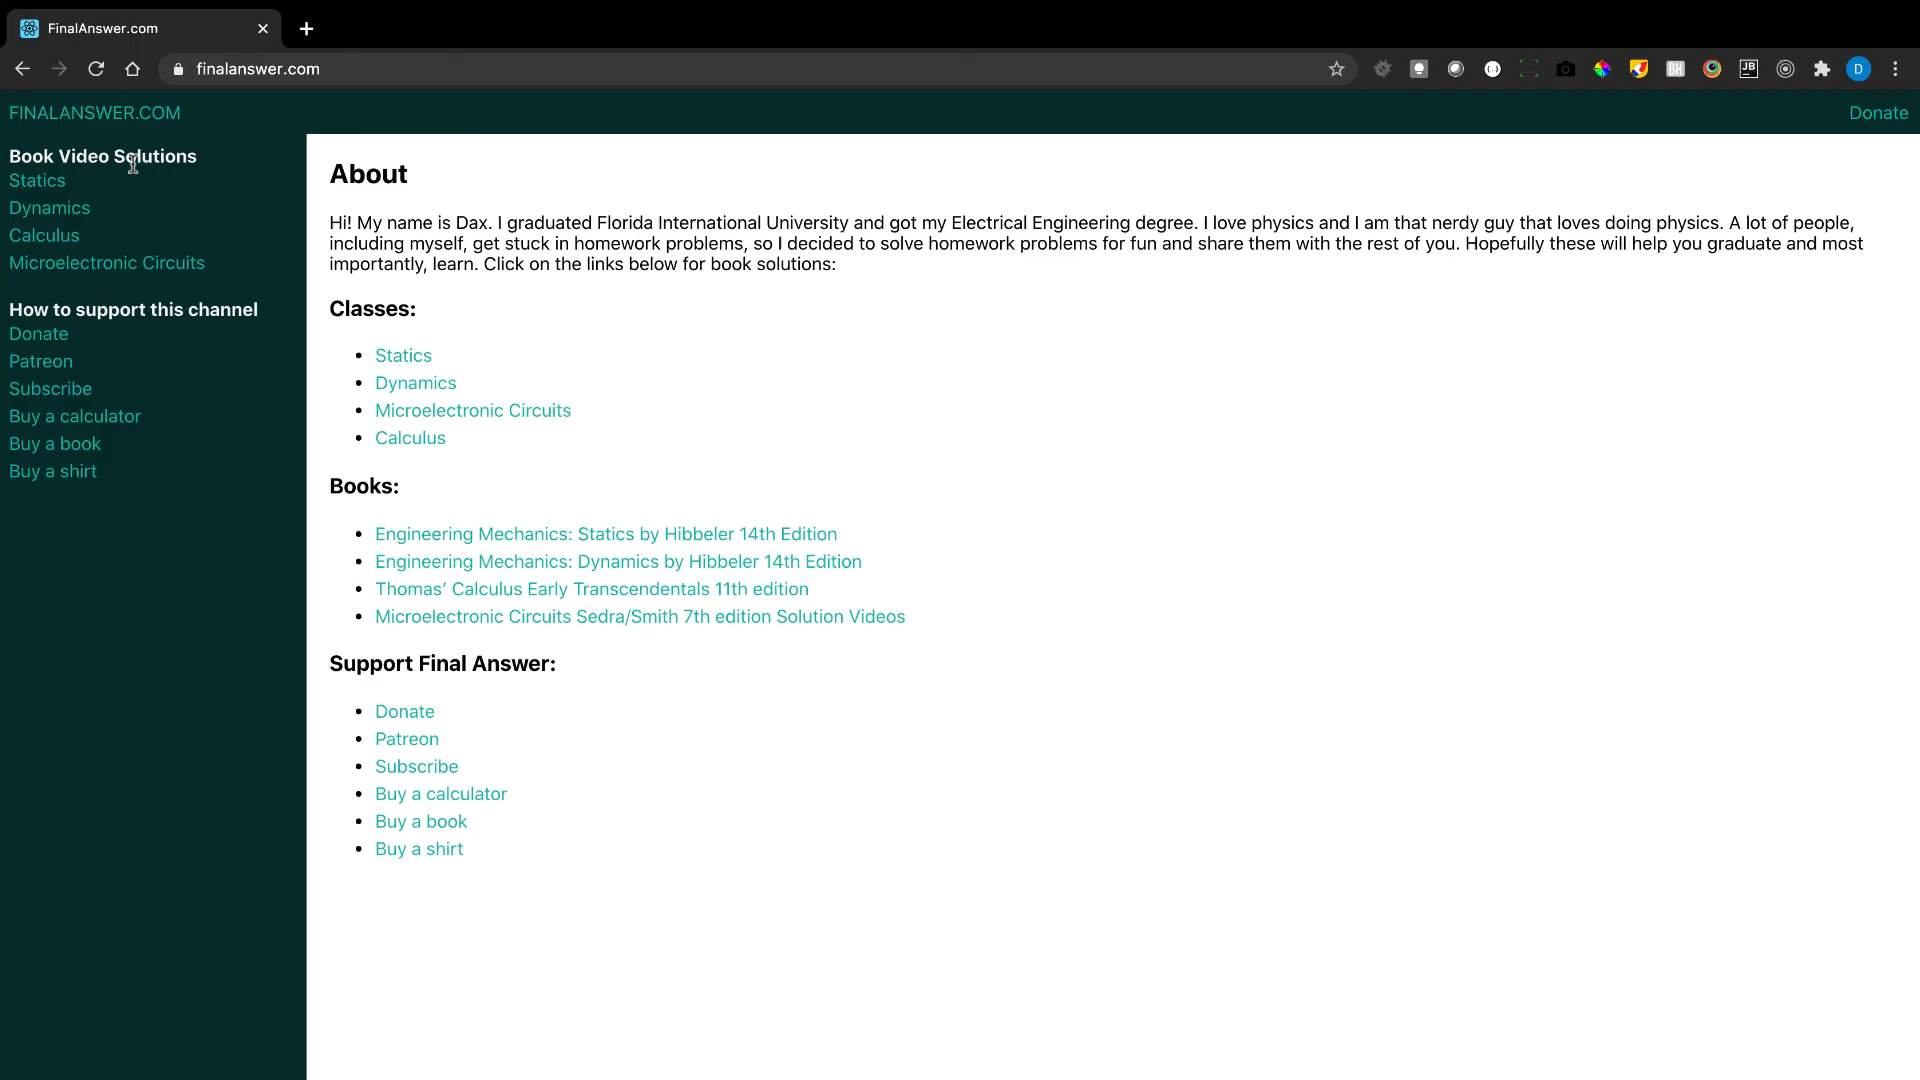 FinalAnswer.com
finalanswer.com
JB
D
FINALANSWER.COM
Donate
Book Video Solutions
Statics
Dynamics
Calculus
Microelectronic Circuits
How to support this channel
Donate
Patreon
Subscribe
Buy a calculator
Buy a book
Buy a shirt
About
Hi! My name is Dax. I graduated Florida International University and got my Electrical Engineering degree. I love physics and I am that nerdy guy that loves doing physics. A lot of people,
including myself, get stuck in homework problems, so I decided to solve homework problems for fun and share them with the rest of you. Hopefully these will help you graduate and most
importantly, learn. Click on the links below for book solutions:
Classes:
• Statics
• Dynamics
• Microelectronic Circuits
• Calculus
Books:
• Engineering Mechanics: Statics by Hibbeler 14th Edition
• Engineering Mechanics: Dynamics by Hibbeler 14th Edition
• Thomas’ Calculus Early Transcendentals 11th edition
• Microelectronic Circuits Sedra/Smith 7th edition Solution Videos
Support Final Answer:
• Donate
• Patreon
• Subscribe
• Buy a calculator
• Buy a book
• Buy a shirt